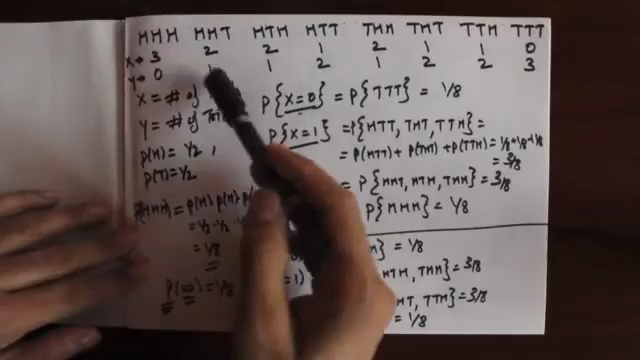 HHH HHT HTH HTT THH THT TTH TTT
X→ 3 2 2 1 2 1 1 0
Y→ 0 1 2 1 2 2 3
X = # of
Y = # of
P(H) = 1/2 ,
P(T) = 1/2
P(HHH) = P(H) P(H) P(
= 1/2 · 1/2 ·
= 1/8
P(ω) = 1/8
P{X=0} = P{TTT} = 1/8
P{X=1} = P{HTT, THT, TTH} =
= P(HTT) + P(THT) + P(TTH) = 1/8 + 1/8 + 1/8
= 3/8
= P{HHT, HTH, THH} = 3/8
P{HHH} = 1/8
HH} = 1/8
HTH, THH} = 3/8
HT, TTH} = 3/8
= 1/8
= 1)